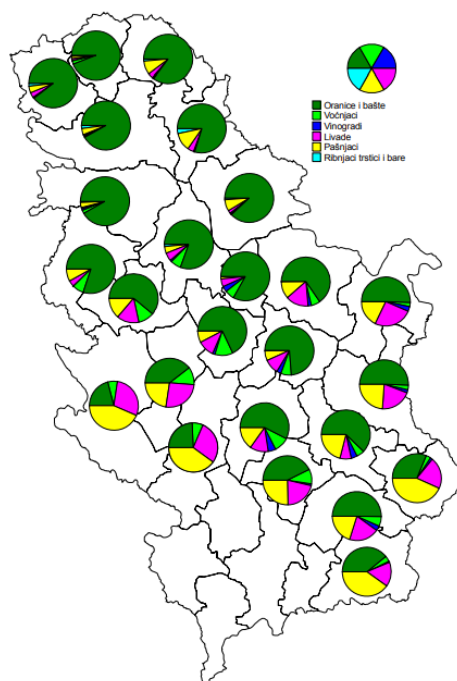 Oranice i bašte
Voćnjaci
Vinogradi
Livade
Pašnjaci
Ribnjaci trstici i bare